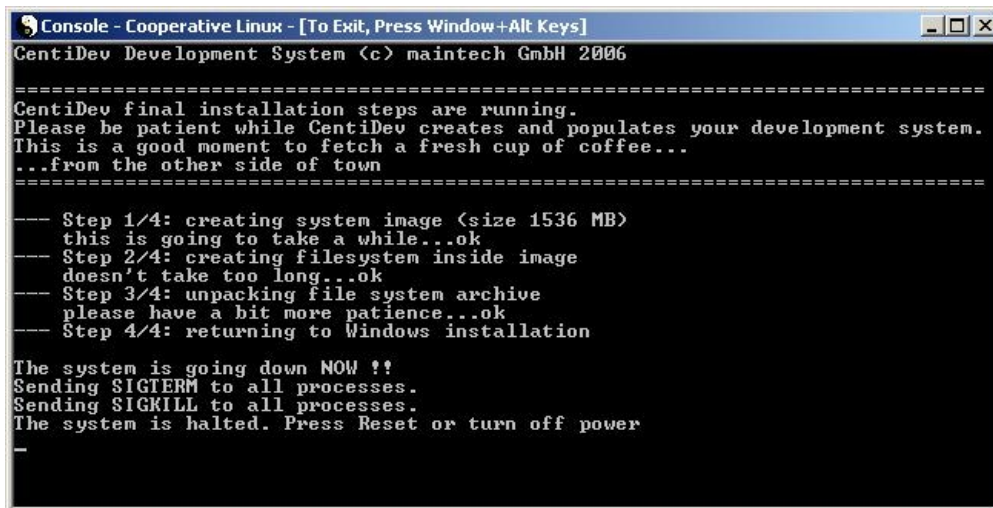 Console - Cooperative Linux - [To Exit, Press Window+Alt Keys]
CentiDev Development System (c) maintech GmbH 2006
================================================================================
CentiDev final installation steps are running.
Please be patient while CentiDev creates and populates your development system.
This is a good moment to fetch a fresh cup of coffee...
...from the other side of town
================================================================================
--- Step 1/4: creating system image (size 1536 MB)
    this is going to take a while...ok
--- Step 2/4: creating filesystem inside image
    doesn't take too long...ok
--- Step 3/4: unpacking file system archive
    please have a bit more patience...ok
--- Step 4/4: returning to Windows installation
The system is going down NOW !!
Sending SIGTERM to all processes.
Sending SIGKILL to all processes.
The system is halted. Press Reset or turn off power